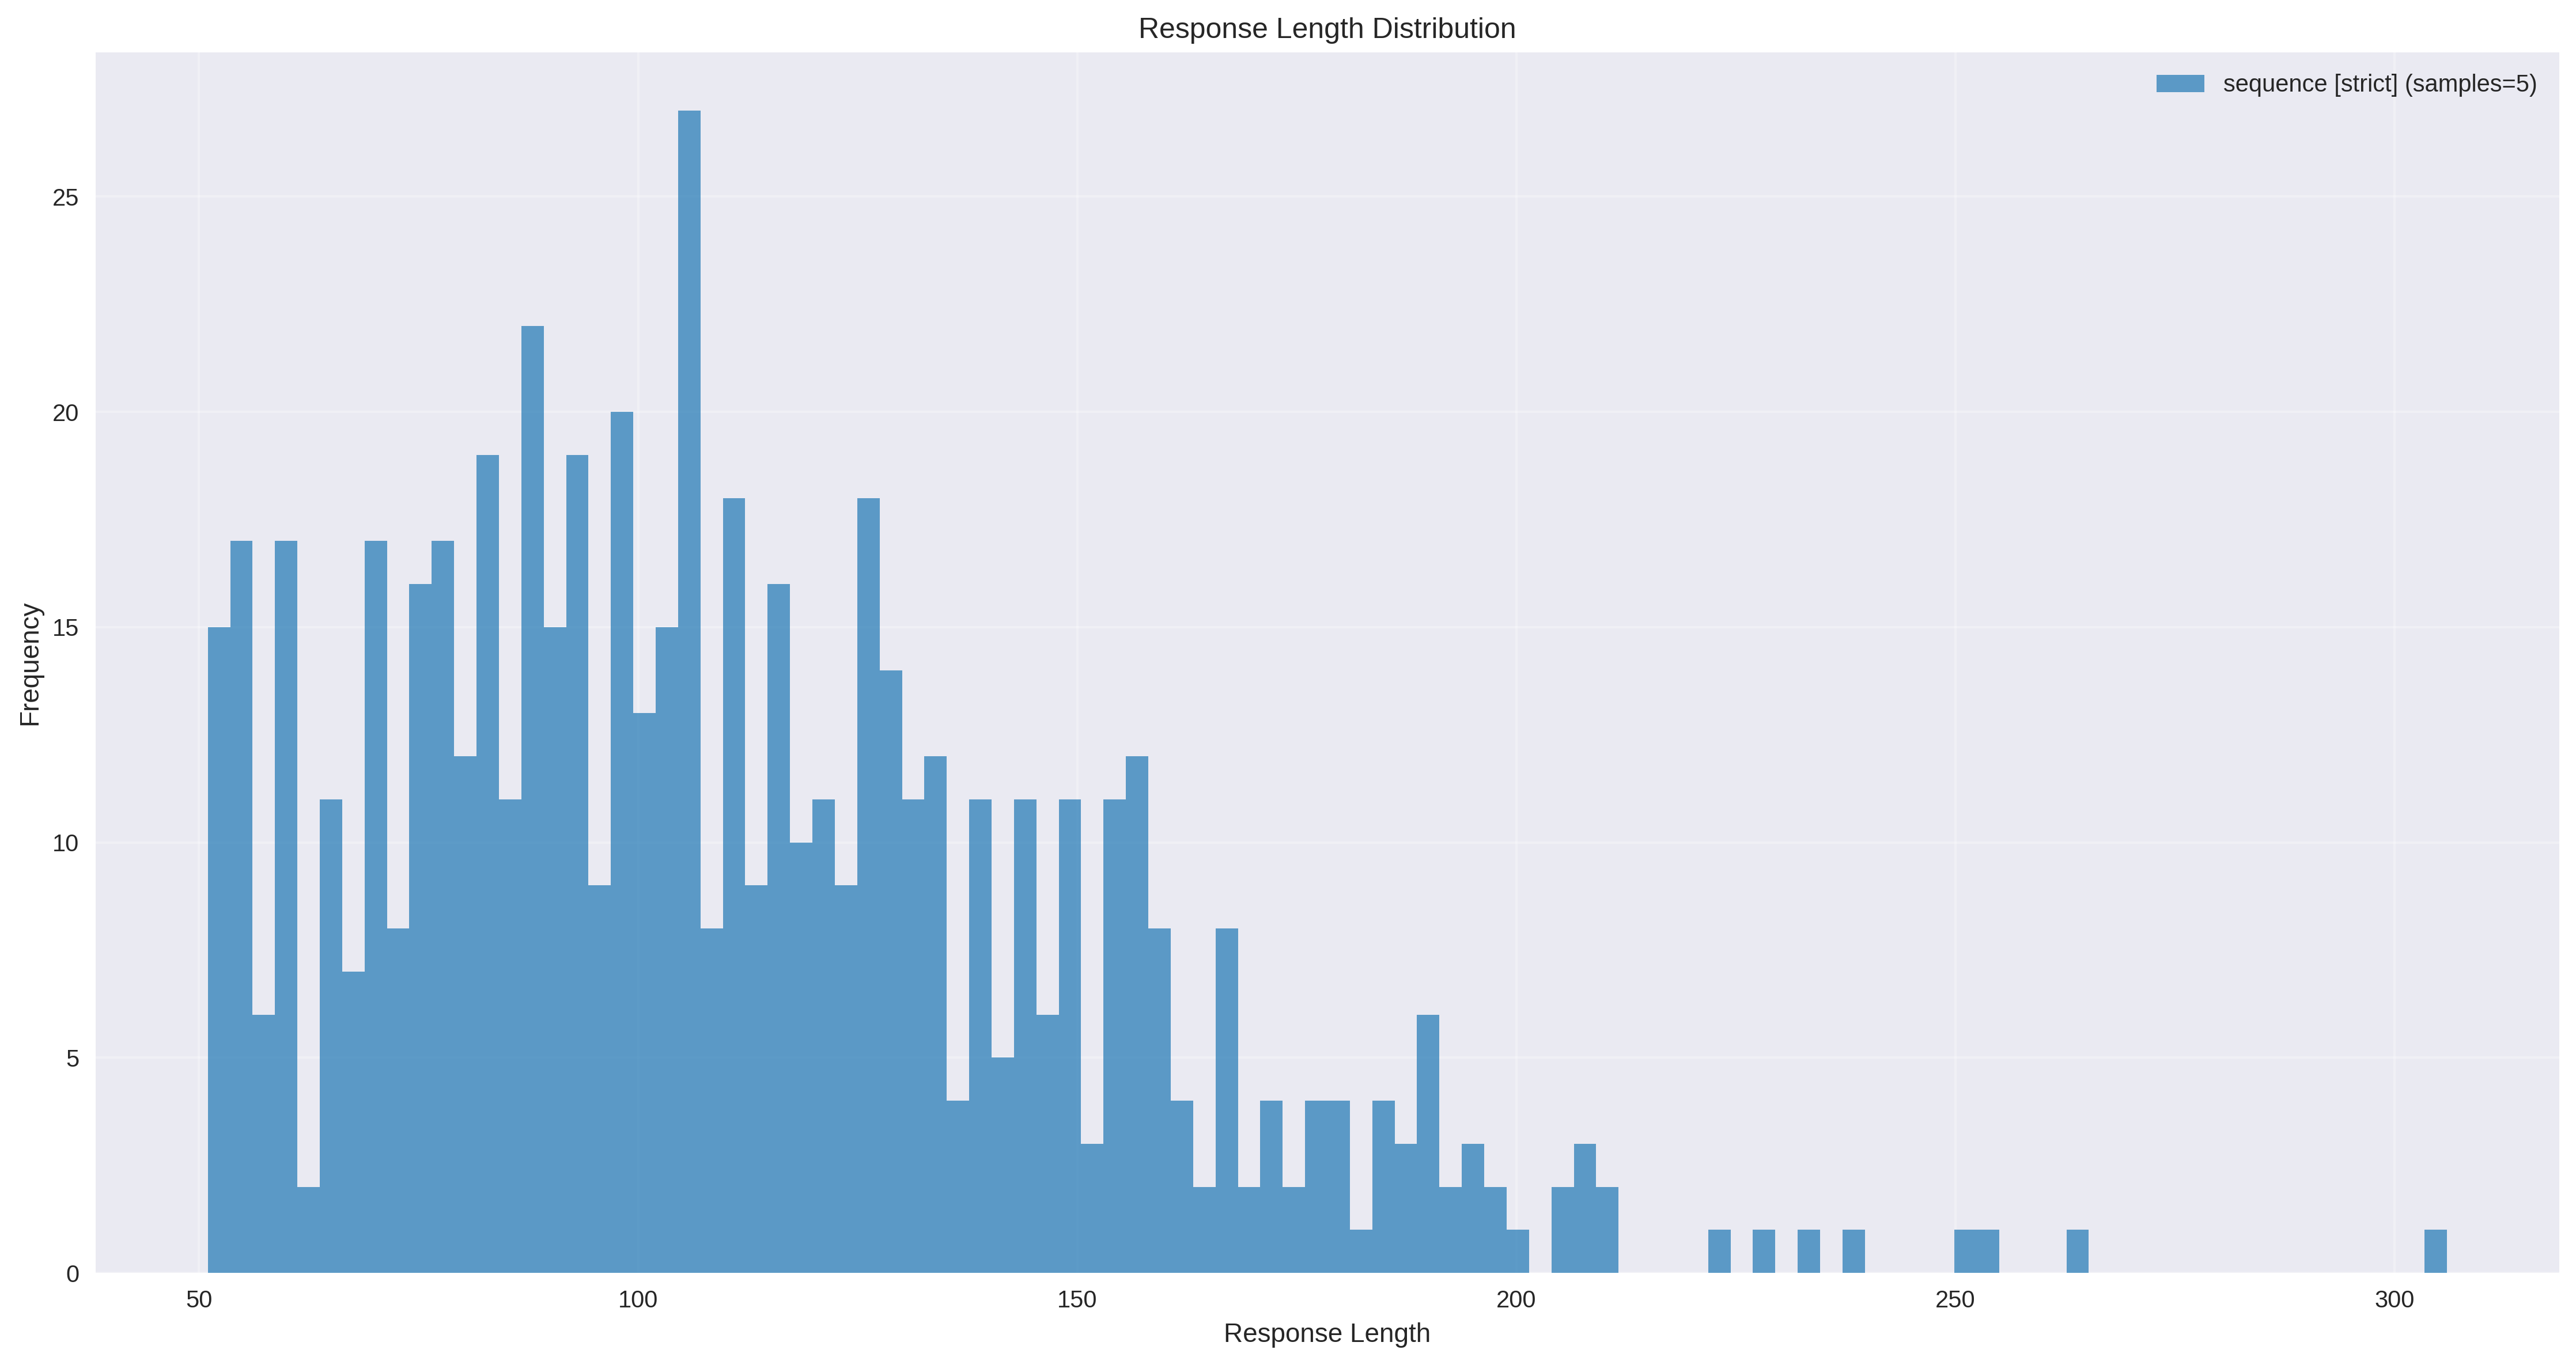 Response Length Distribution
sequence [strict] (samples=5)
Frequency
25
20
15
10
5
0
50 100 150 200 250 300
Response Length